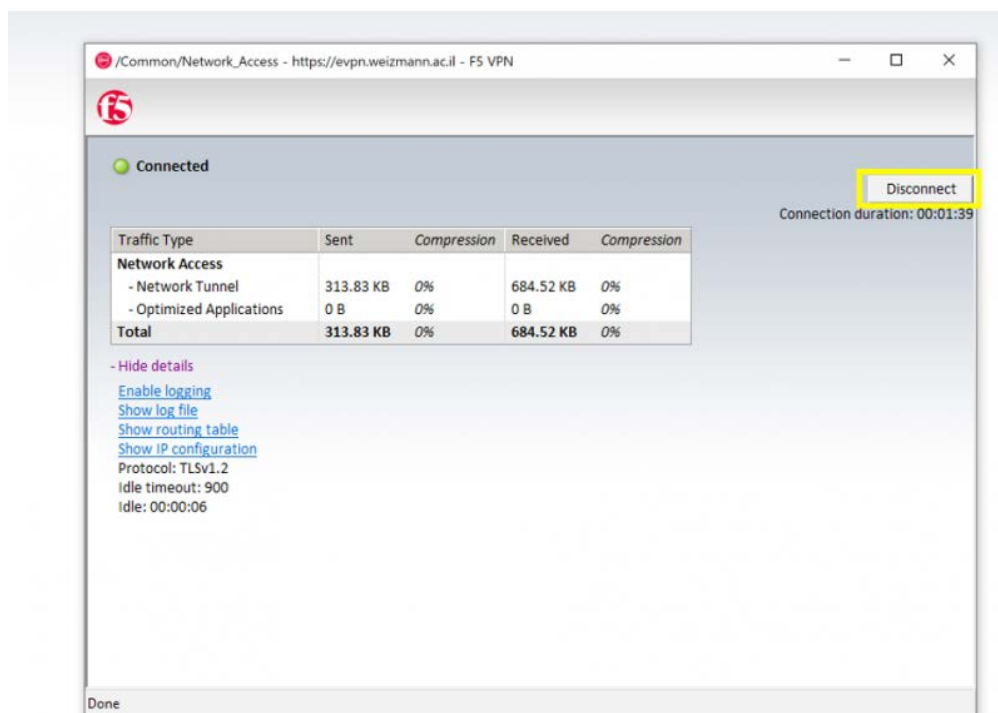 /Common/Network_Access - https://evpn.weizmann.ac.il - F5 VPN
f5
Connected
Disconnect
Connection duration: 00:01:39
Traffic Type Sent Compression Received Compression
Network Access
- Network Tunnel 313.83 KB 0% 684.52 KB 0%
- Optimized Applications 0 B 0% 0 B 0%
Total 313.83 KB 0% 684.52 KB 0%
- Hide details
Enable logging
Show log file
Show routing table
Show IP configuration
Protocol: TLSv1.2
Idle timeout: 900
Idle: 00:00:06
Done